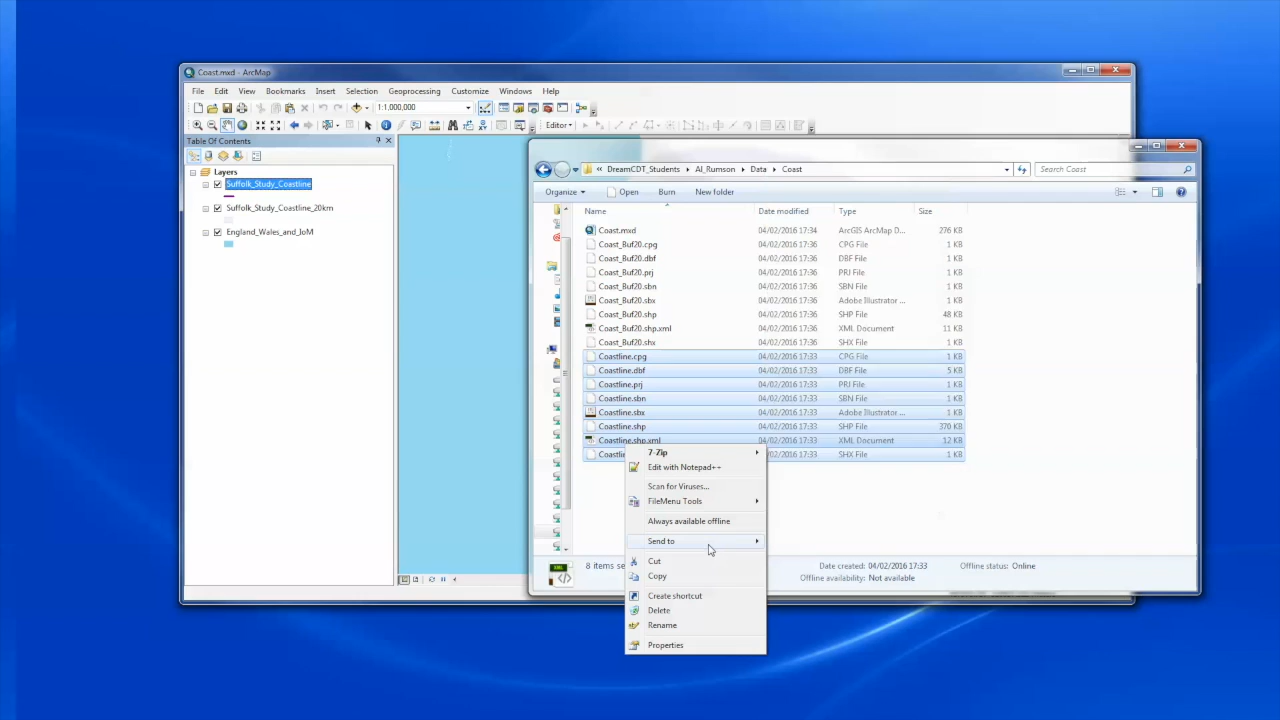 Coast.mxd - ArcMap
File Edit View Bookmarks Insert Selection Geoprocessing Customize Windows Help
1:1,000,000
Editor
Table Of Contents
Layers
Suffolk_Study_Coastline
Suffolk_Study_Coastline_20km
England_Wales_and_IoM
« DreamCDT_Students Al_Rumson Data Coast Search Coast
Organize Open Burn New folder
Name Date modified Type Size
Coast.mxd 04/02/2016 17:34 ArcGIS ArcMap D... 276 KB
Coast_Buf20.cpg 04/02/2016 17:36 CPG File 1 KB
Coast_Buf20.dbf 04/02/2016 17:36 DBF File 1 KB
Coast_Buf20.prj 04/02/2016 17:36 PRJ File 1 KB
Coast_Buf20.sbn 04/02/2016 17:36 SBN File 1 KB
Coast_Buf20.sbx 04/02/2016 17:36 Adobe Illustrator ... 1 KB
Coast_Buf20.shp 04/02/2016 17:36 SHP File 48 KB
Coast_Buf20.shp.xml 04/02/2016 17:36 XML Document 11 KB
Coast_Buf20.shx 04/02/2016 17:36 SHX File 1 KB
Coastline.cpg 04/02/2016 17:33 CPG File 1 KB
Coastline.dbf 04/02/2016 17:33 DBF File 5 KB
Coastline.prj 04/02/2016 17:33 PRJ File 1 KB
Coastline.sbn 04/02/2016 17:33 SBN File 1 KB
Coastline.sbx 04/02/2016 17:33 Adobe Illustrator ... 1 KB
Coastline.shp 04/02/2016 17:33 SHP File 370 KB
Coastline.shp.xml 04/02/2016 17:33 XML Document 12 KB
Coastli 04/02/2016 17:33 SHX File 1 KB
7-Zip
Edit with Notepad++
Scan for Viruses...
FileMenu Tools
Always available offline
Send to
Cut
Copy
Create shortcut
Delete
Rename
Properties
8 items se Date created: 04/02/2016 17:33 Offline status: Online
Offline availability: Not available